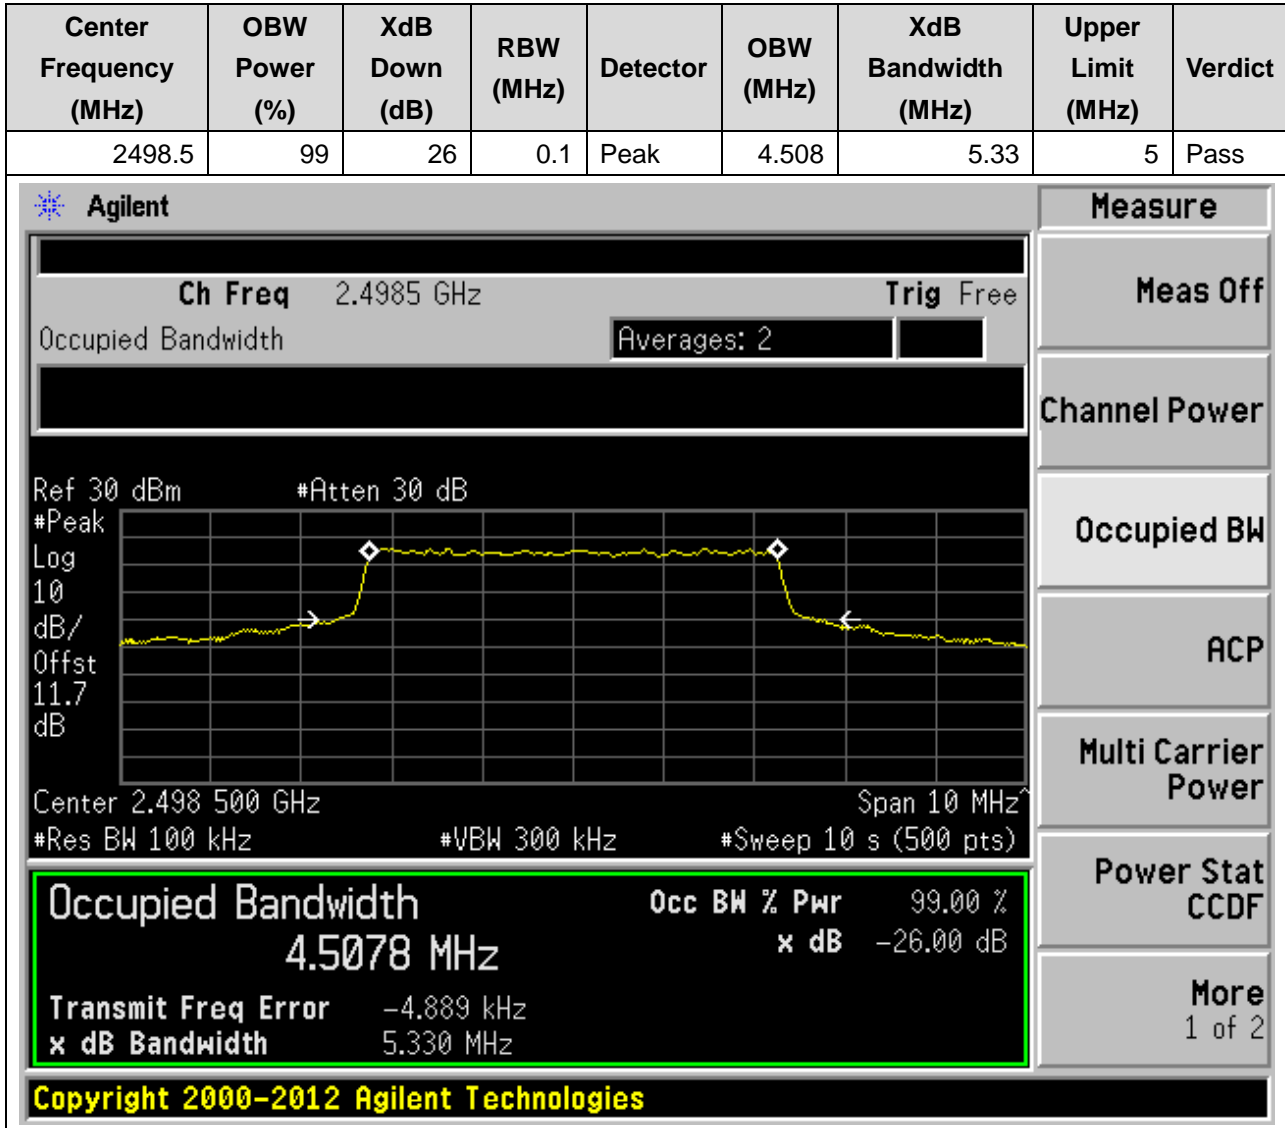 Center Frequency (MHz) OBW Power (%) XdB Down (dB) RBW (MHz) Detector OBW (MHz) XdB Bandwidth (MHz) Upper Limit (MHz) Verdict
2498.5 99 26 0.1 Peak 4.508 5.33 5 Pass
Agilent
Measure
Ch Freq 2.4985 GHz Trig Free
Meas Off
Occupied Bandwidth Averages: 2
Channel Power
Ref 30 dBm #Atten 30 dB
#Peak
Log
10
dB/
Offst
11.7
dB
Occupied BW
ACP
Multi Carrier
Power
Center 2.498 500 GHz Span 10 MHz^
#Res BW 100 kHz #VBW 300 kHz #Sweep 10 s (500 pts)
Power Stat
CCDF
Occupied Bandwidth Occ BW % Pwr 99.00 %
4.5078 MHz x dB -26.00 dB
Transmit Freq Error -4.889 kHz
x dB Bandwidth 5.330 MHz
More
1 of 2
Copyright 2000-2012 Agilent Technologies